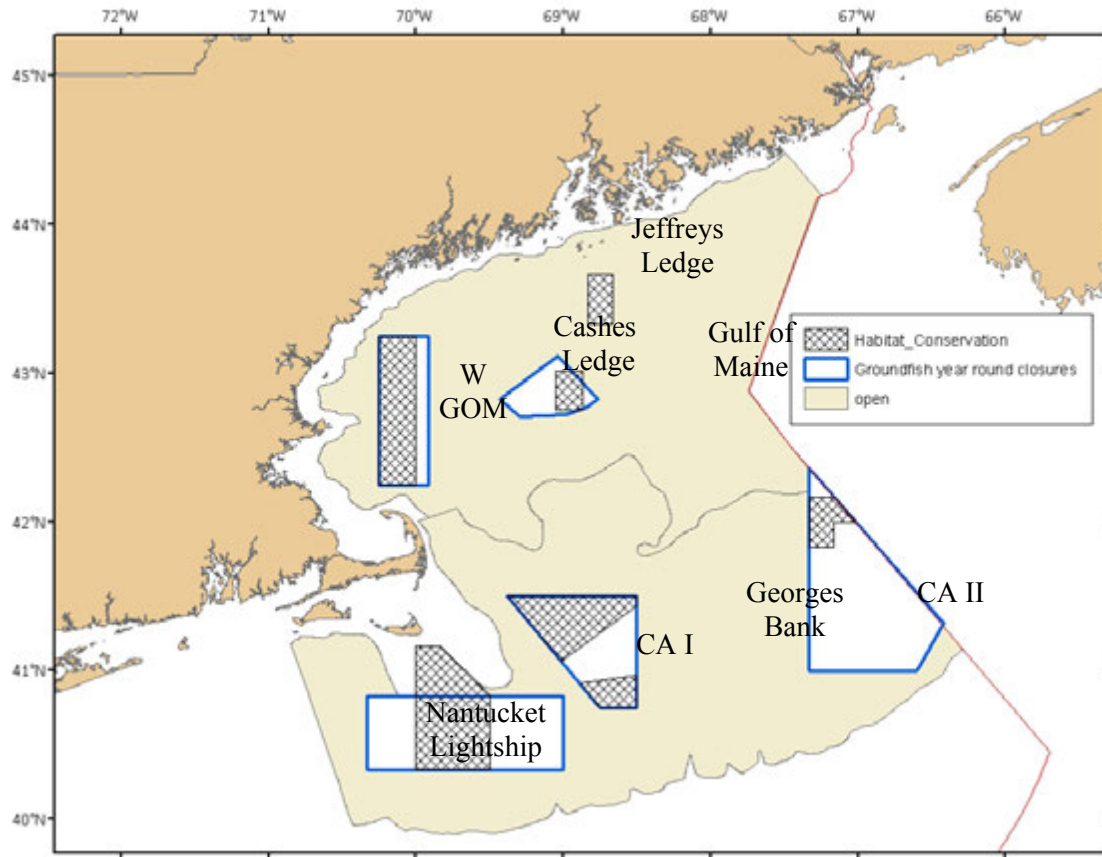 72°W 71°W 70°W 69°W 68°W 67°W 66°W
45°N
44°N
Jeffreys
Ledge
Cashes
Ledge
Gulf of
Maine
Habitat_Conservation
Groundfish year round closures
open
43°N
W
GOM
42°N
Georges
Bank
CA II
CA I
41°N
Nantucket
Lightship
40°N